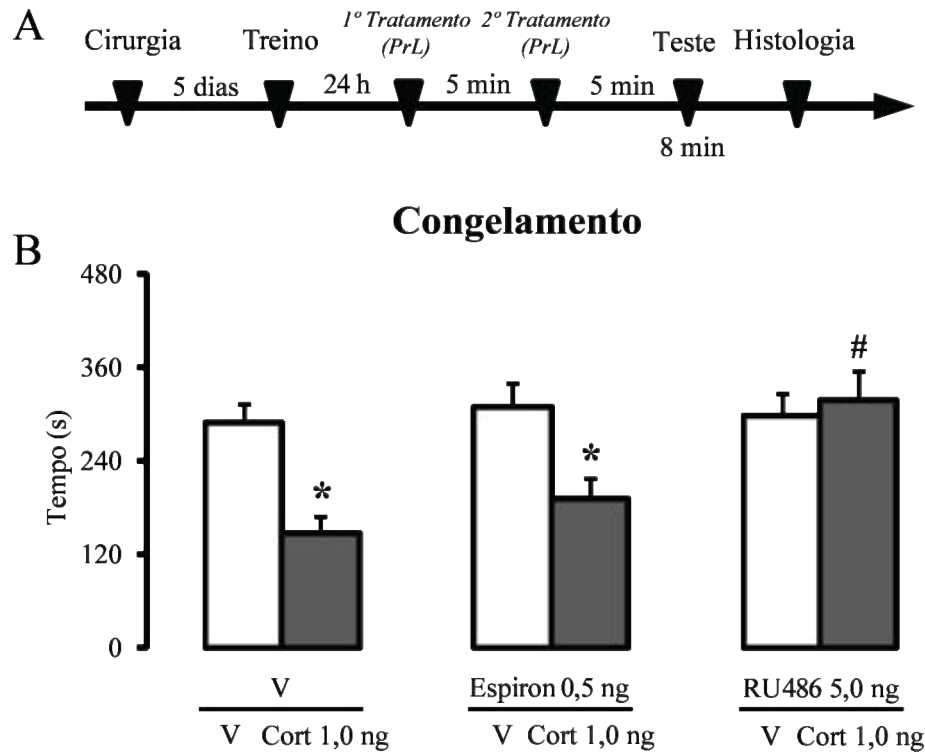 A
Cirurgia
Treino
1º Tratamento
(PrL)
2º Tratamento
(PrL)
Teste
Histologia
5 dias
24 h
5 min
5 min
8 min
Congelamento
B
Tempo (s)
480
360
240
120
0
*
*
#
V
Espiron 0,5 ng
RU486 5,0 ng
V Cort 1,0 ng
V Cort 1,0 ng
V Cort 1,0 ng